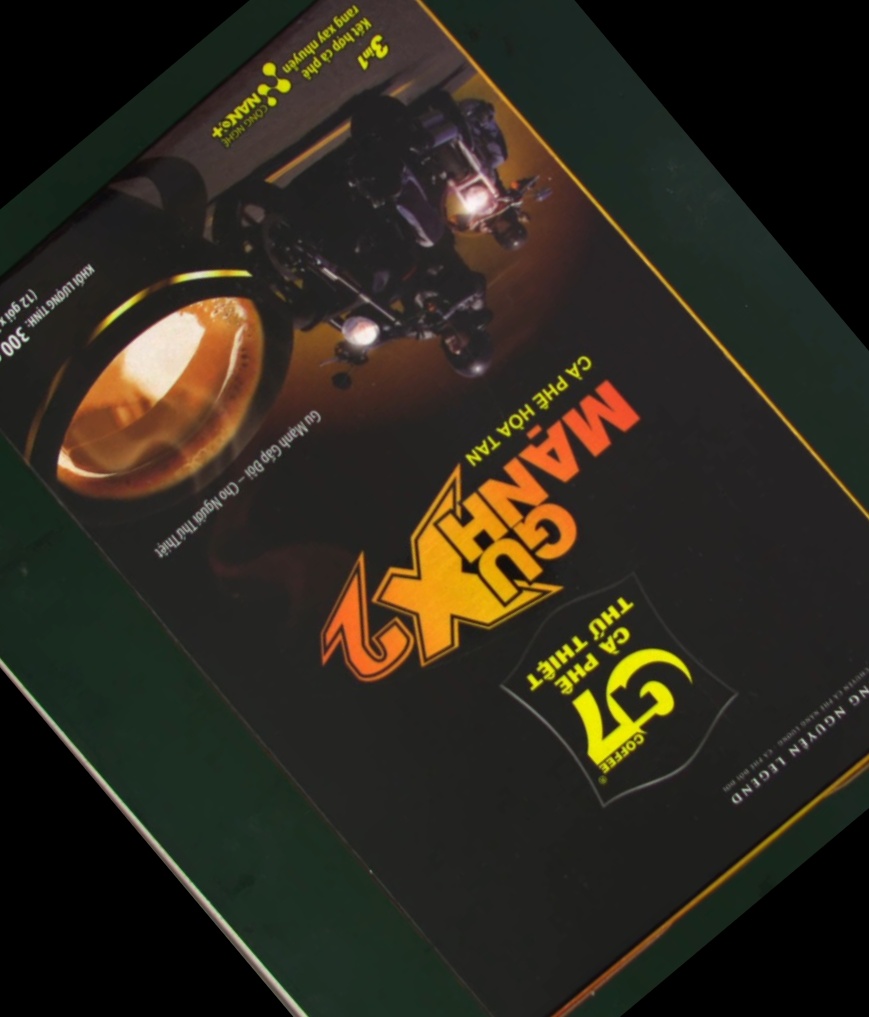 NG NGUYÊN LEGEND
COFFEE
G7
®
CÀ PHÊ
THỨ THIỆT
GU
MẠNH
X2
CÀ PHÊ HÒA TAN
Gu Mạnh Gấp Đôi – Cho Người Thứ Thiệt
3in1
Kết hợp cà phê
rang xay nhuyễn
CÔNG NGHỆ
NANO+
KHỐI LƯỢNG TỊNH: 300
(12 gói x